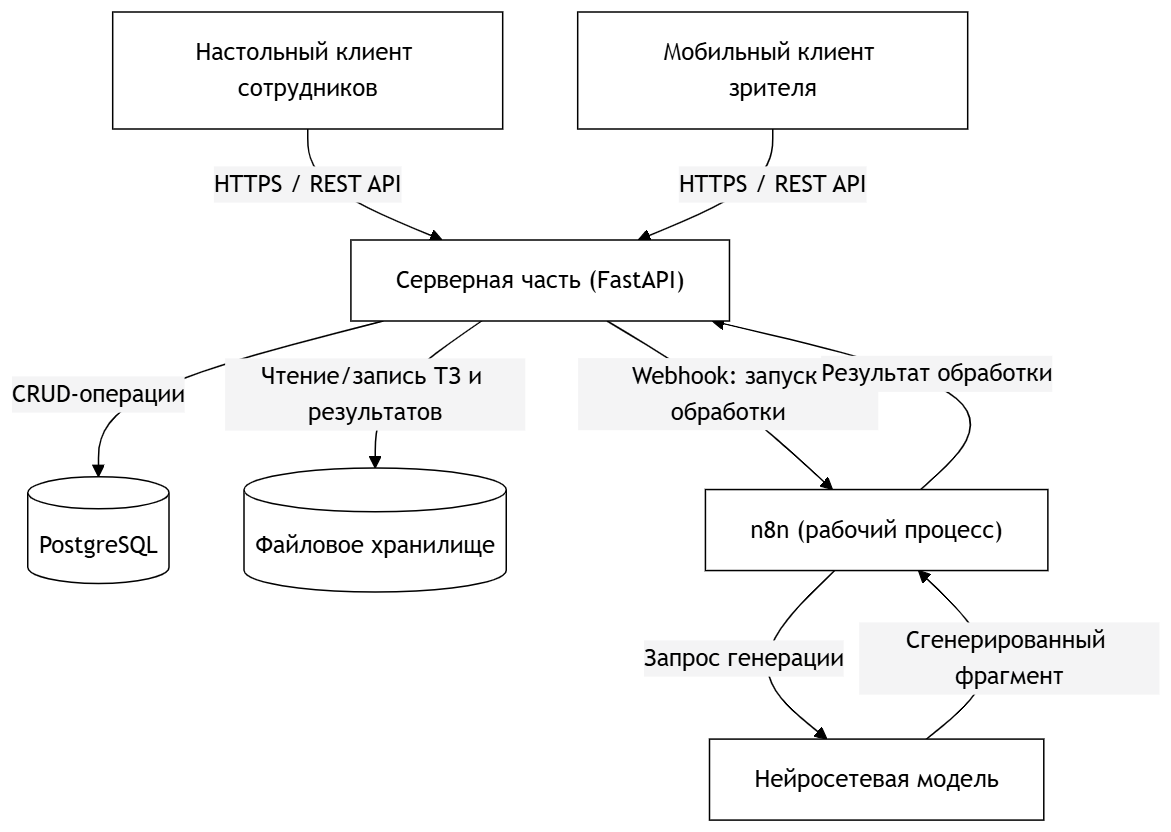 Настольный клиент
сотрудников
Мобильный клиент
зрителя
HTTPS / REST API
HTTPS / REST API
Серверная часть (FastAPI)
CRUD-операции
Чтение/запись ТЗ и
результатов
Webhook: запуск
обработки
Результат обработки
PostgreSQL
Файловое хранилище
n8n (рабочий процесс)
Запрос генерации
Сгенерированный
фрагмент
Нейросетевая модель